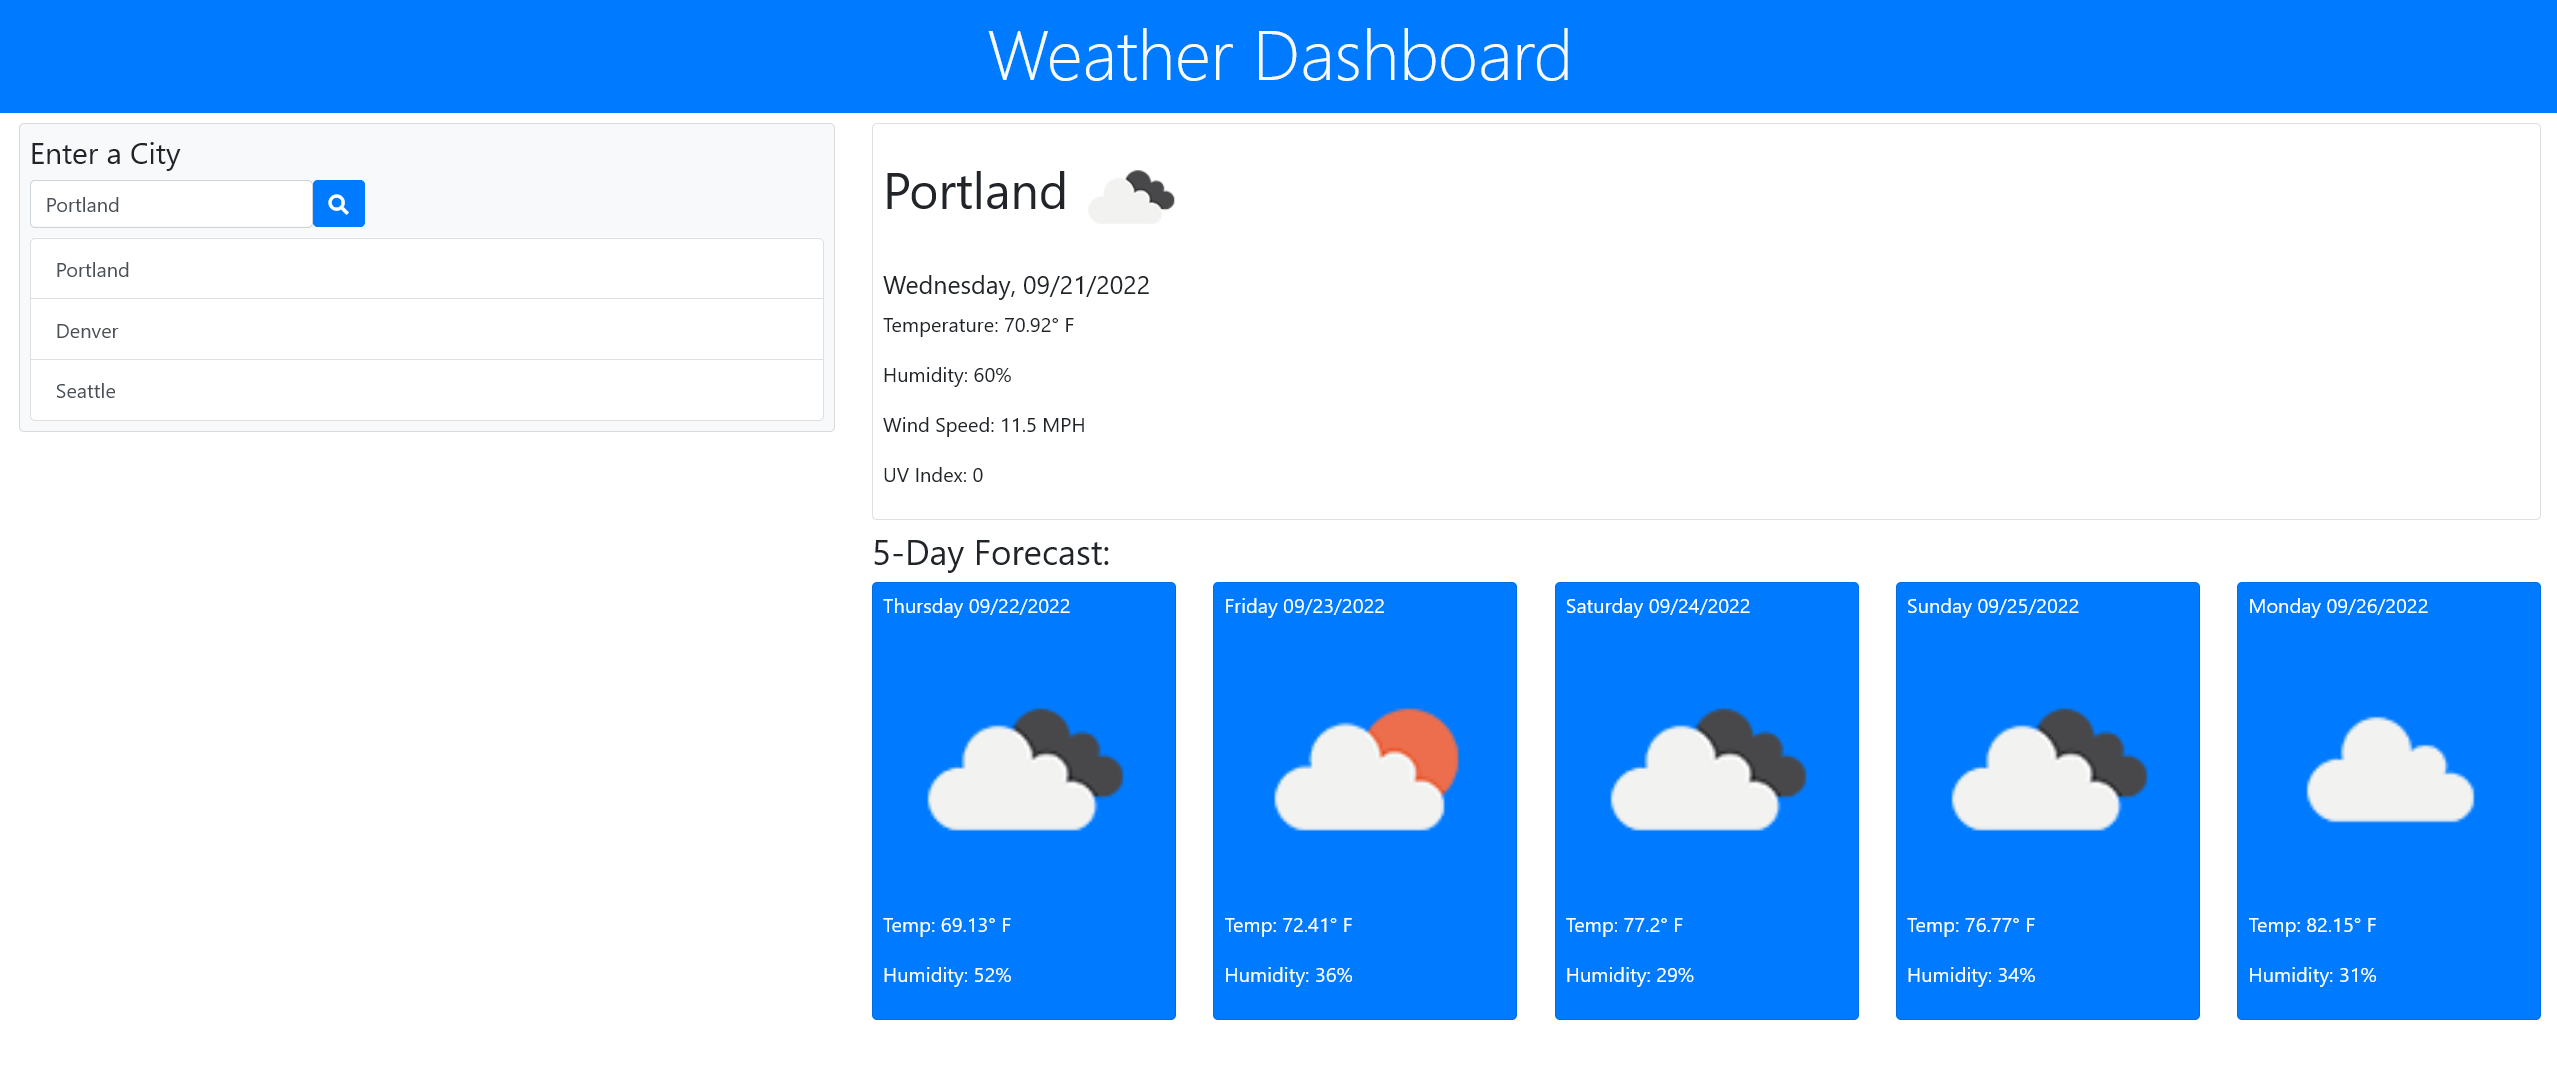 Weather Dashboard
Enter a City
Portland
Portland
Denver
Seattle
Portland
Wednesday, 09/21/2022
Temperature: 70.92° F
Humidity: 60%
Wind Speed: 11.5 MPH
UV Index: 0
5-Day Forecast:
Thursday 09/22/2022
Temp: 69.13° F
Humidity: 52%
Friday 09/23/2022
Temp: 72.41° F
Humidity: 36%
Saturday 09/24/2022
Temp: 77.2° F
Humidity: 29%
Sunday 09/25/2022
Temp: 76.77° F
Humidity: 34%
Monday 09/26/2022
Temp: 82.15° F
Humidity: 31%